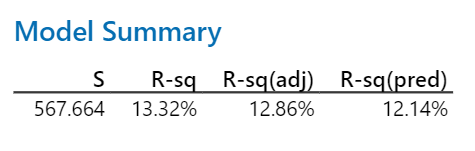 Model Summary
S R-sq R-sq(adj) R-sq(pred)
567.664 13.32% 12.86% 12.14%